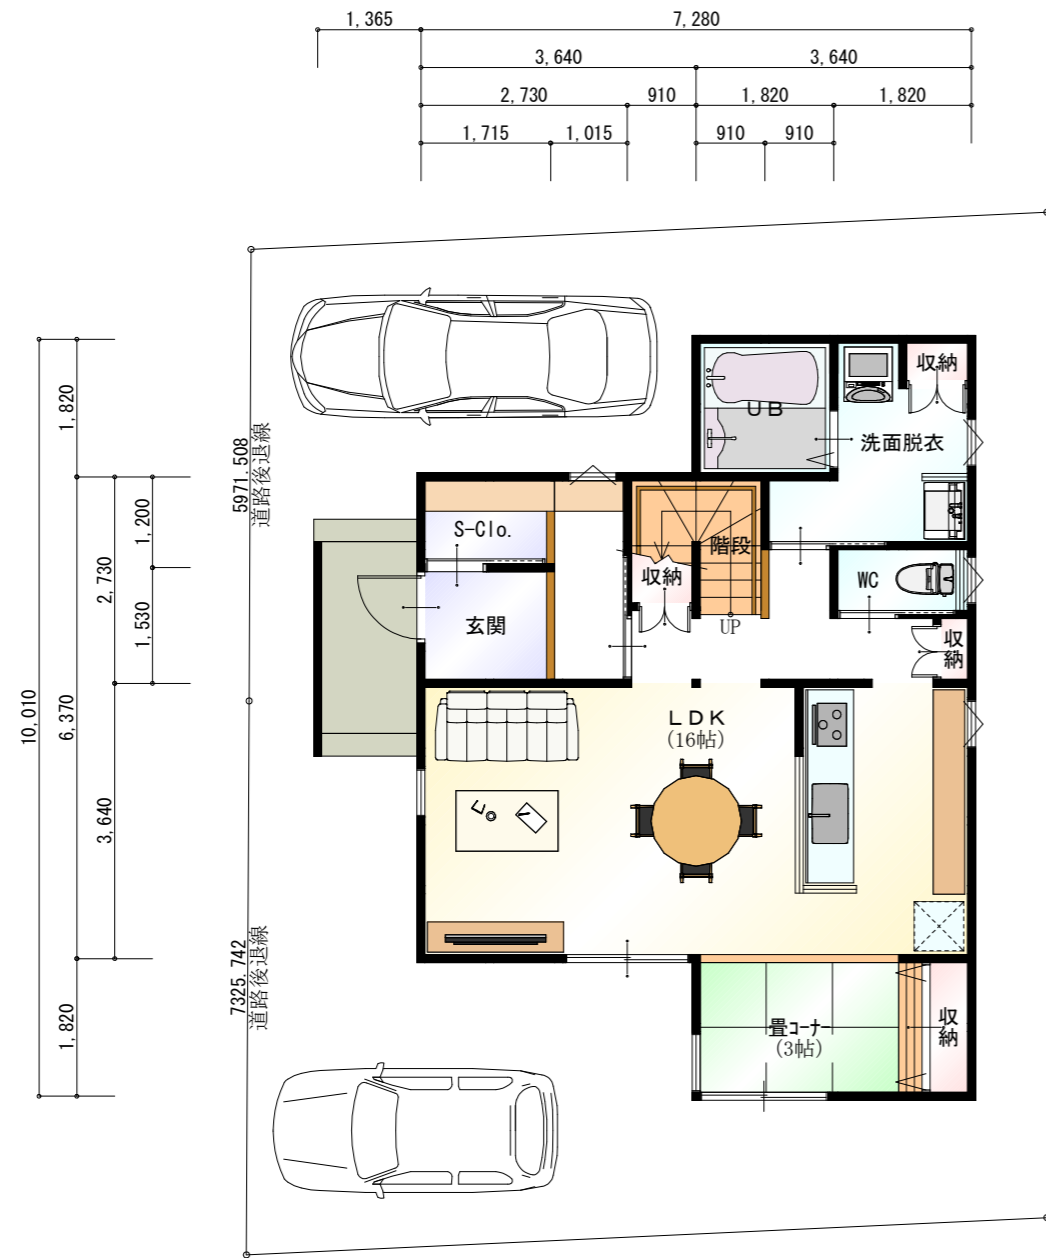 1,365
7,280
3,640
3,640
2,730
910
1,820
1,820
1,715
1,015
910
910
1,820
1,200
2,730
1,530
10,010
6,370
3,640
1,820
5971.508
道路後退線
7325.742
道路後退線
収納
UB
洗面脱衣
S-Clo.
階段
収納
WC
玄関
UP
収納
LDK
(16帖)
畳コーナー
(3帖)
収納